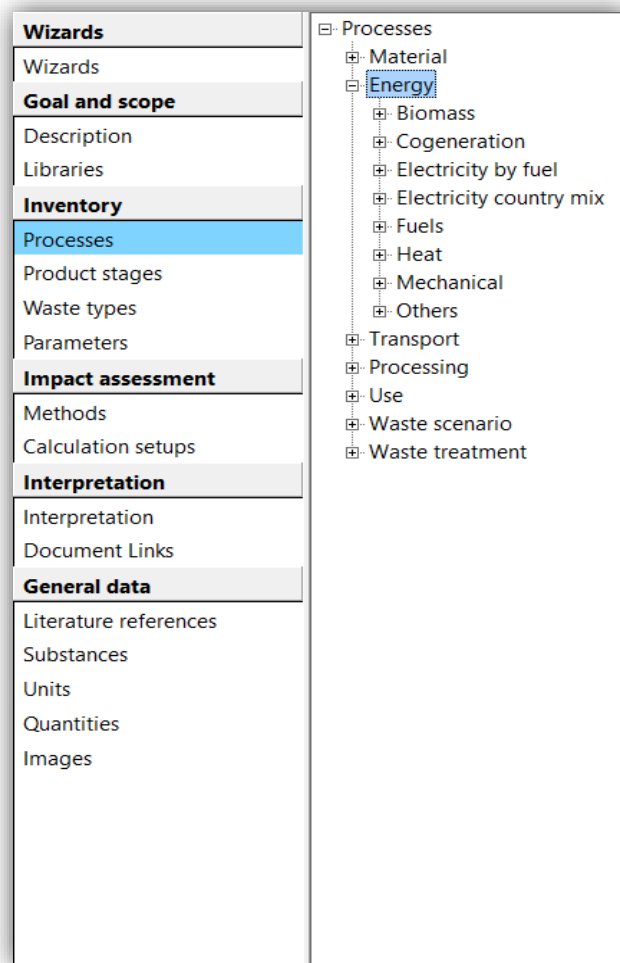 Wizards
Wizards
Goal and scope
Description
Libraries
Inventory
Processes
Product stages
Waste types
Parameters
Impact assessment
Methods
Calculation setups
Interpretation
Interpretation
Document Links
General data
Literature references
Substances
Units
Quantities
Images
Processes
Material
Energy
Biomass
Cogeneration
Electricity by fuel
Electricity country mix
Fuels
Heat
Mechanical
Others
Transport
Processing
Use
Waste scenario
Waste treatment